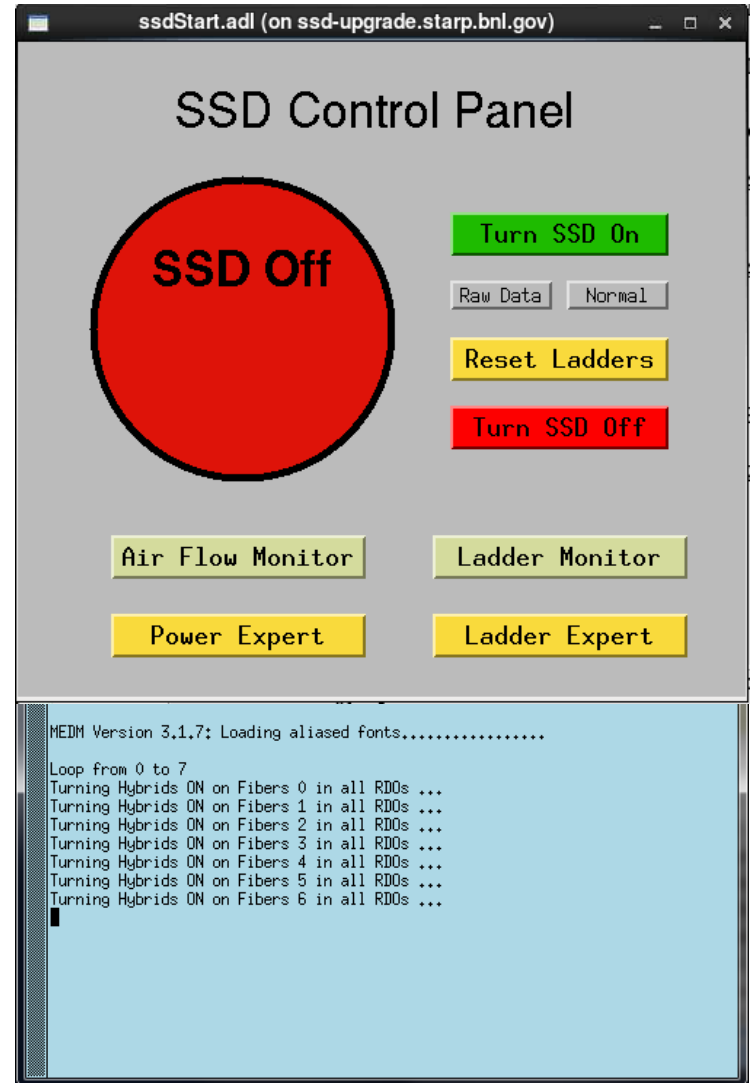 ssdStart.adl (on ssd-upgrade.starp.bnl.gov)
SSD Control Panel
SSD Off
Turn SSD On
Raw Data Normal
Reset Ladders
Turn SSD Off
Air Flow Monitor Ladder Monitor
Power Expert Ladder Expert
MEDM Version 3.1.7: Loading aliased fonts.................
Loop from 0 to 7
Turning Hybrids ON on Fibers 0 in all RDOs ...
Turning Hybrids ON on Fibers 1 in all RDOs ...
Turning Hybrids ON on Fibers 2 in all RDOs ...
Turning Hybrids ON on Fibers 3 in all RDOs ...
Turning Hybrids ON on Fibers 4 in all RDOs ...
Turning Hybrids ON on Fibers 5 in all RDOs ...
Turning Hybrids ON on Fibers 6 in all RDOs ...